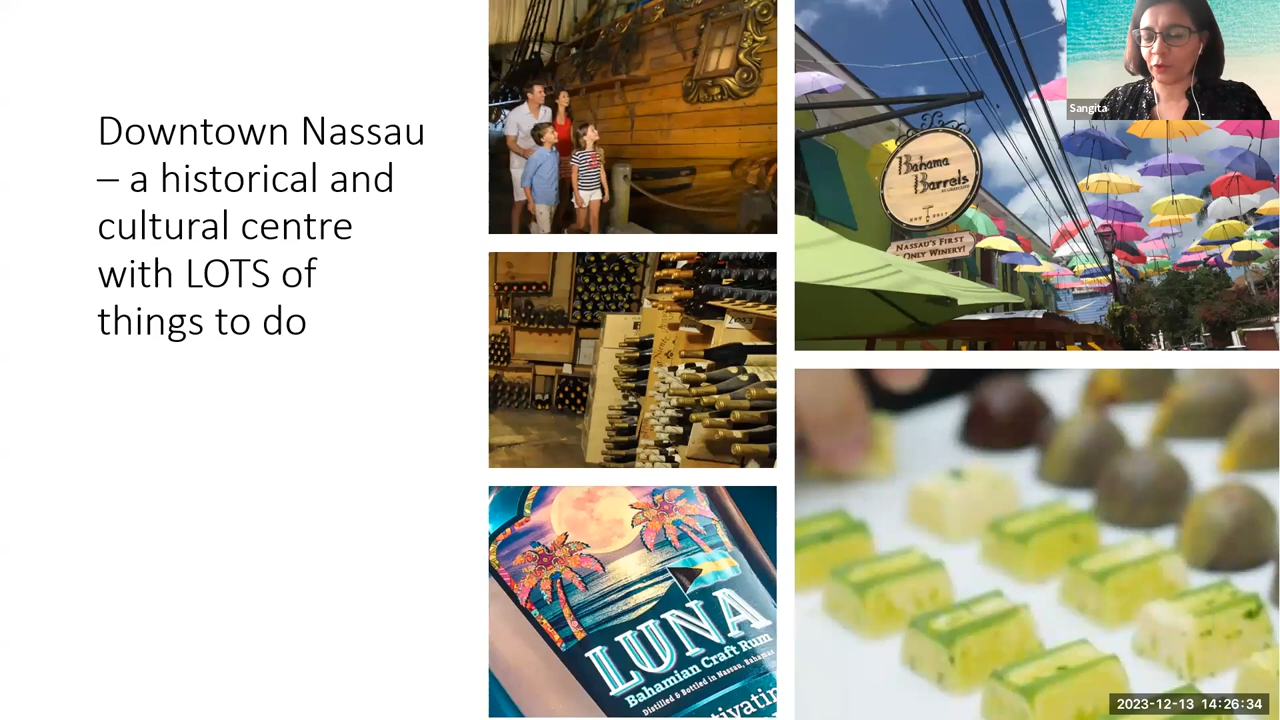 Downtown Nassau
– a historical and
cultural centre
with LOTS of
things to do
Sangita
Bahama
Barrels
NASSAU'S FIRST
ONLY WINERY!
LUNA
Bahamian Craft Rum
Distilled & Bottled in Nassau, Bahamas
2023-12-13 14:26:34